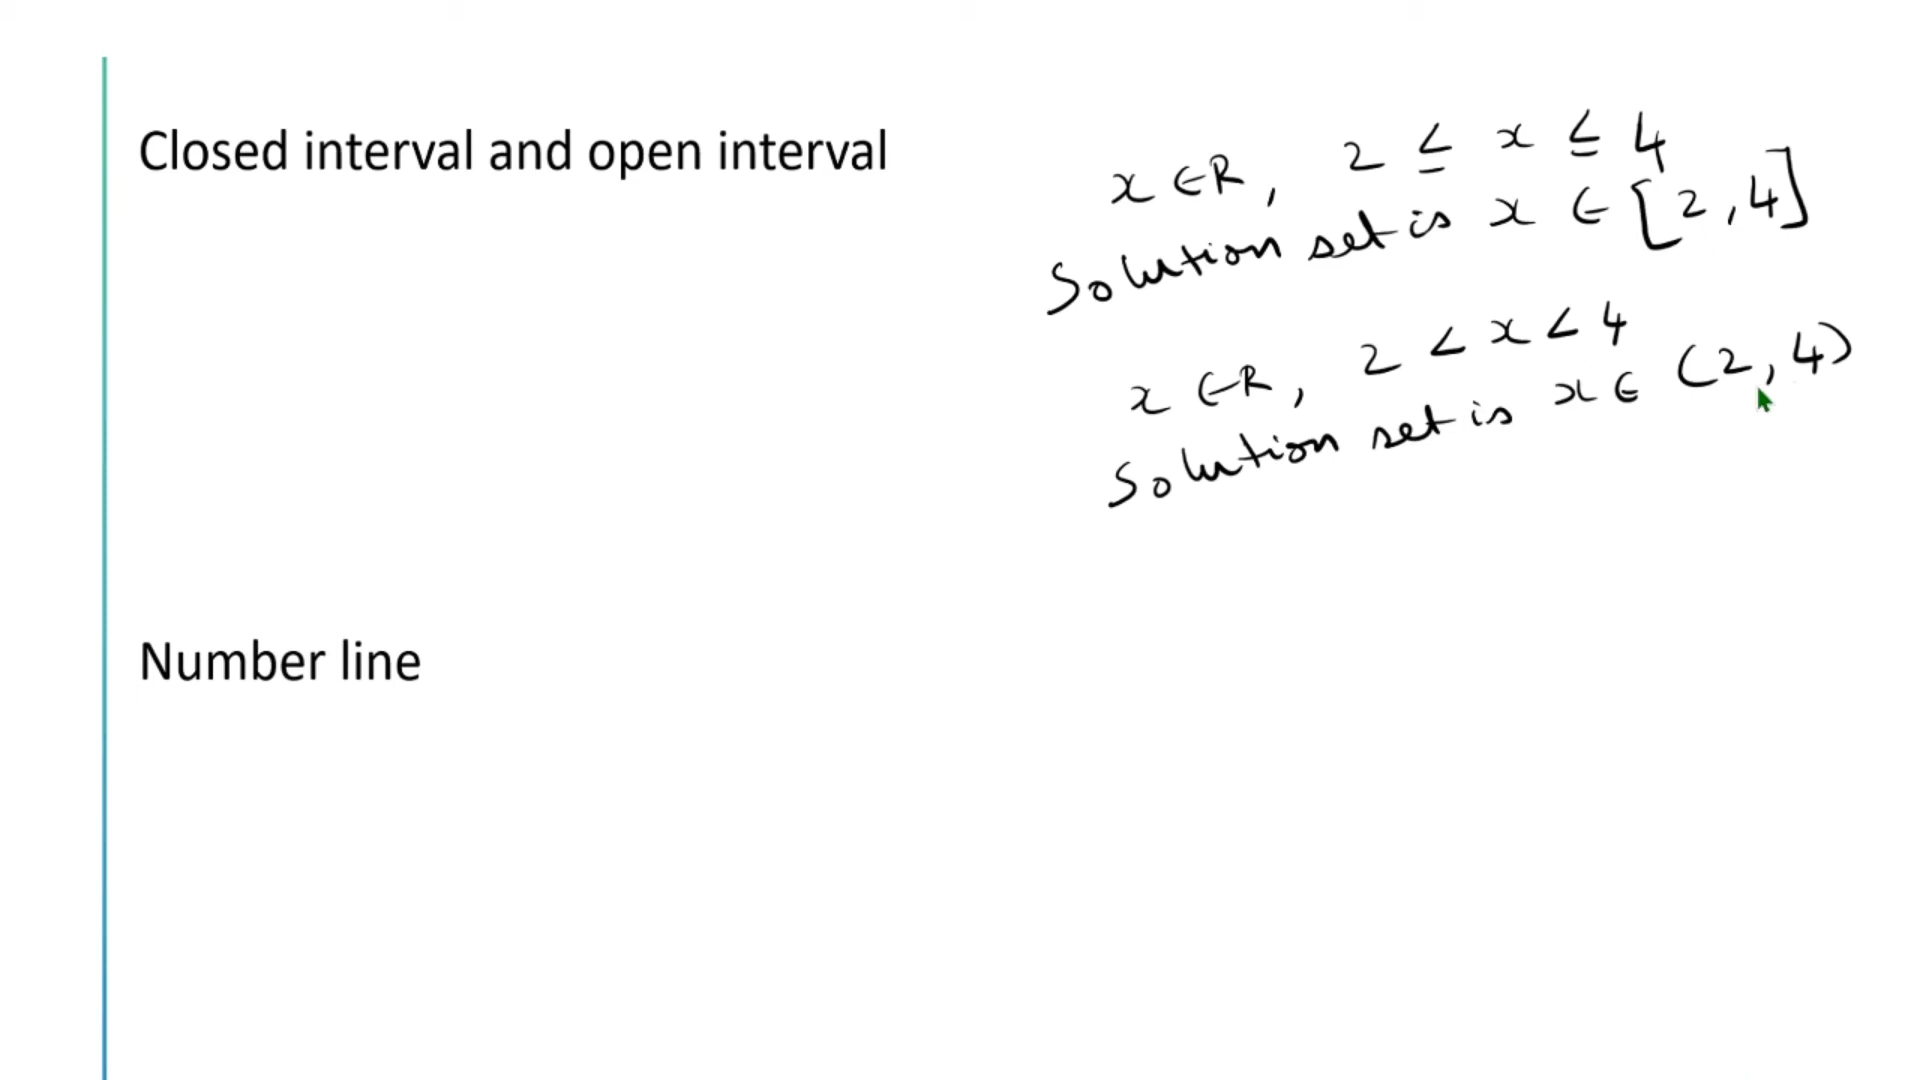 Closed interval and open interval
x ∈ R, 2 ≤ x ≤ 4
Solution set is x ∈ [2, 4]
x ∈ R, 2 < x < 4
Solution set is x ∈ (2, 4)
Number line